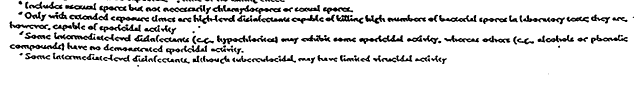 * Includes asexual spores but not necessarily chlamydospores or sexual spores.
* Only with extended exposure times are high-level disinfectants capable of killing high numbers of bacterial spores in laboratory tests; they are,
however, capable of sporicidal activity
* Some intermediate-level disinfectants (e.g., hypochlorites) may exhibit some sporicidal activity, whereas others (e.g., alcohols or phenolic
compounds) have no demonstrated sporicidal activity.
* Some intermediate-level disinfectants, although tuberculocidal, may have limited virucidal activity